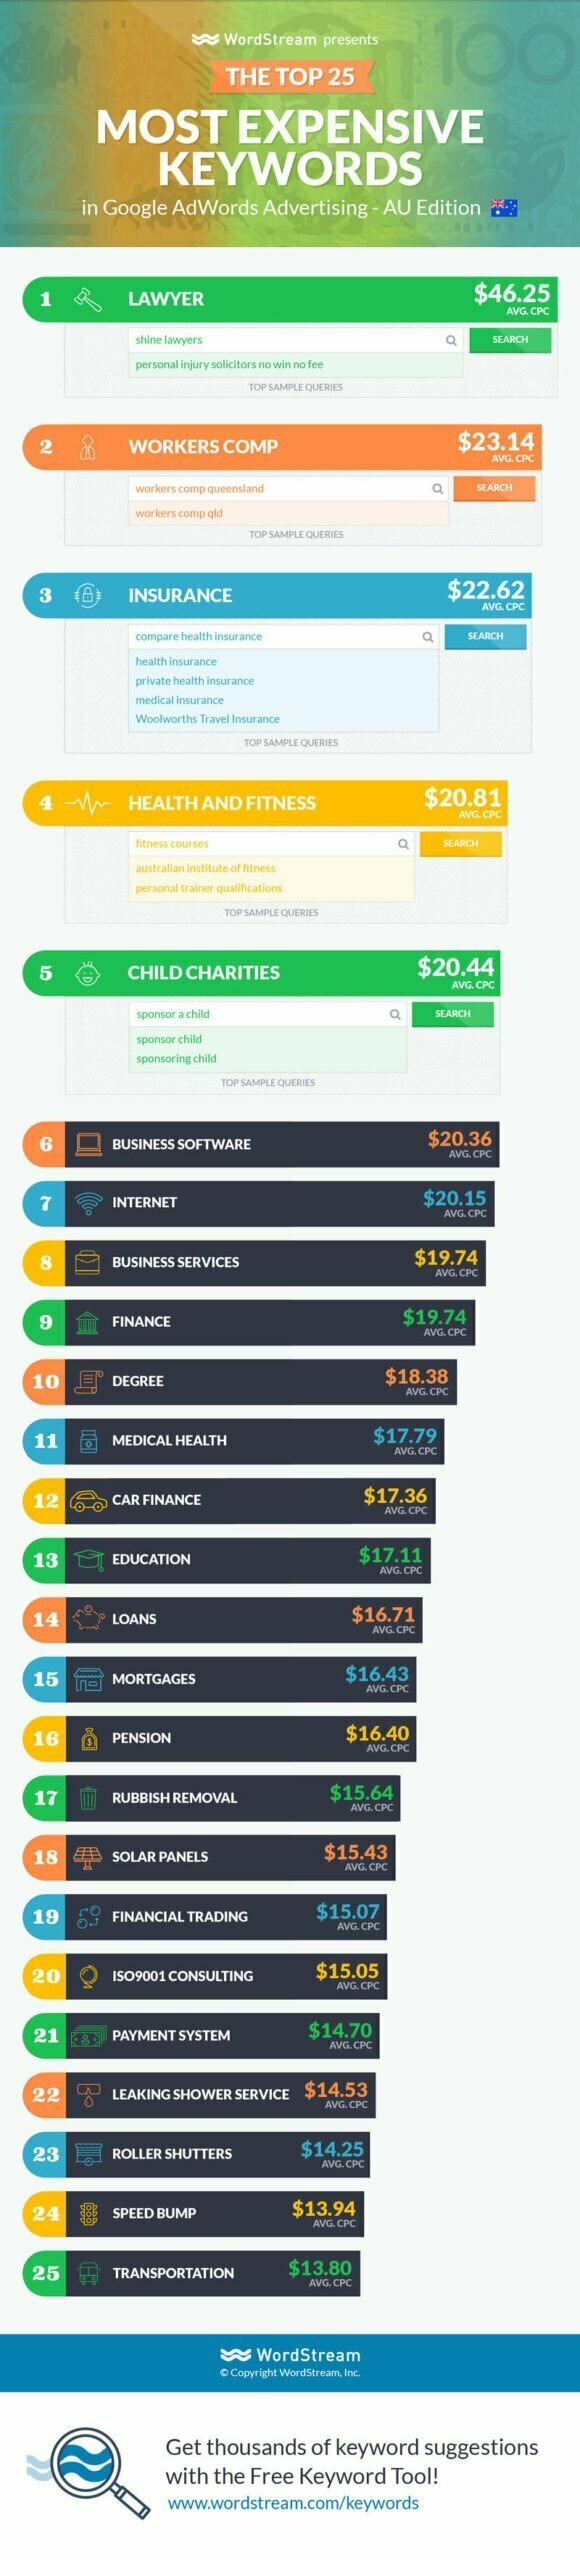 WordStream presents
THE TOP 25
MOST EXPENSIVE
KEYWORDS
in Google AdWords Advertising - AU Edition
1 LAWYER $46.25
AVG. CPC
shine lawyers SEARCH
personal injury solicitors no win no fee
TOP SAMPLE QUERIES
2 WORKERS COMP $23.14
AVG. CPC
workers comp queensland SEARCH
workers comp qld
TOP SAMPLE QUERIES
3 INSURANCE $22.62
AVG. CPC
compare health insurance SEARCH
health insurance
private health insurance
medical insurance
Woolworths Travel Insurance
TOP SAMPLE QUERIES
4 HEALTH AND FITNESS $20.81
AVG. CPC
fitness courses SEARCH
australian institute of fitness
personal trainer qualifications
TOP SAMPLE QUERIES
5 CHILD CHARITIES $20.44
AVG. CPC
sponsor a child SEARCH
sponsor child
sponsoring child
TOP SAMPLE QUERIES
6 BUSINESS SOFTWARE $20.36
AVG. CPC
7 INTERNET $20.15
AVG. CPC
8 BUSINESS SERVICES $19.74
AVG. CPC
9 FINANCE $19.74
AVG. CPC
10 DEGREE $18.38
AVG. CPC
11 MEDICAL HEALTH $17.79
AVG. CPC
12 CAR FINANCE $17.36
AVG. CPC
13 EDUCATION $17.11
AVG. CPC
14 LOANS $16.71
AVG. CPC
15 MORTGAGES $16.43
AVG. CPC
16 PENSION $16.40
AVG. CPC
17 RUBBISH REMOVAL $15.64
AVG. CPC
18 SOLAR PANELS $15.43
AVG. CPC
19 FINANCIAL TRADING $15.07
AVG. CPC
20 ISO9001 CONSULTING $15.05
AVG. CPC
21 PAYMENT SYSTEM $14.70
AVG. CPC
22 LEAKING SHOWER SERVICE $14.53
AVG. CPC
23 ROLLER SHUTTERS $14.25
AVG. CPC
24 SPEED BUMP $13.94
AVG. CPC
25 TRANSPORTATION $13.80
AVG. CPC
WordStream
© Copyright WordStream, Inc.
Get thousands of keyword suggestions
with the Free Keyword Tool!
www.wordstream.com/keywords